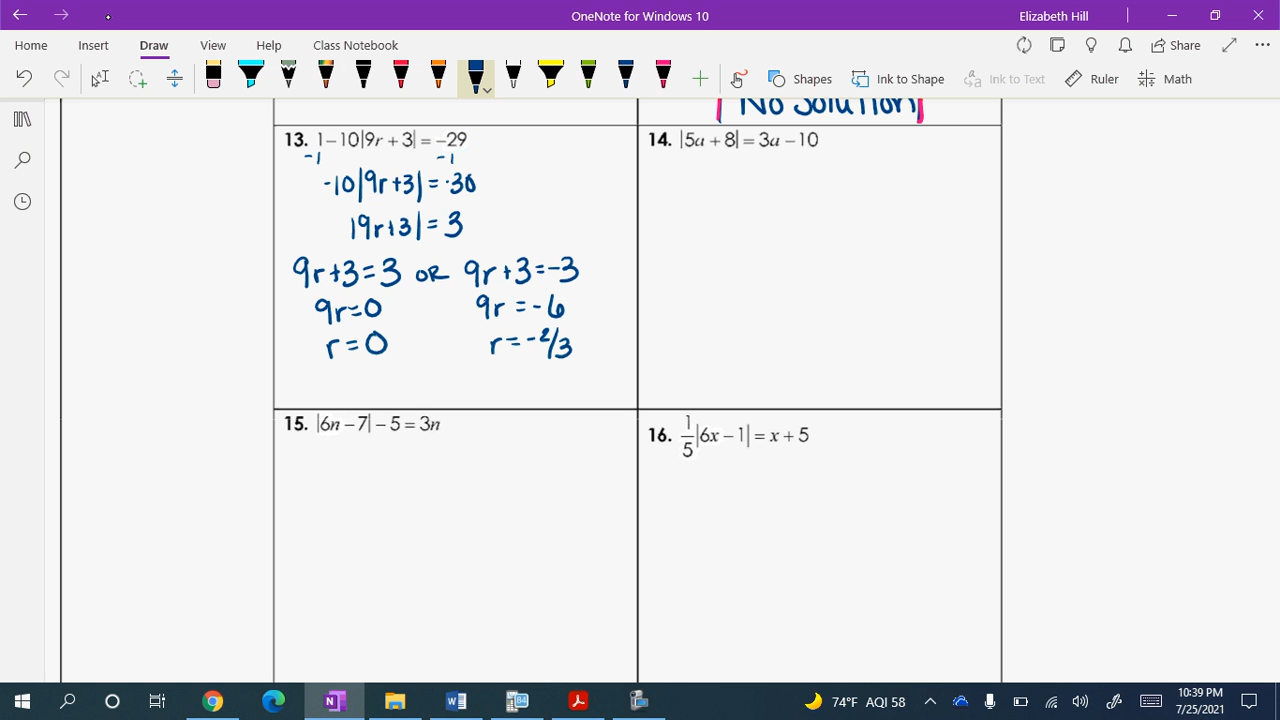 OneNote for Windows 10
Elizabeth Hill
Home Insert Draw View Help Class Notebook
Share
Shapes Ink to Shape Ink to Text Ruler Math
No Solution
13. 1−10|9r + 3| = −29
-1 -1
-10|9r+3| = -30
|9r+3| = 3
9r+3=3 OR 9r+3=-3
9r=0 9r = -6
r = 0 r = -2/3
14. |5a + 8| = 3a − 10
15. |6n − 7| − 5 = 3n
16. 1/5|6x − 1| = x + 5
74°F AQI 58
10:39 PM
7/25/2021